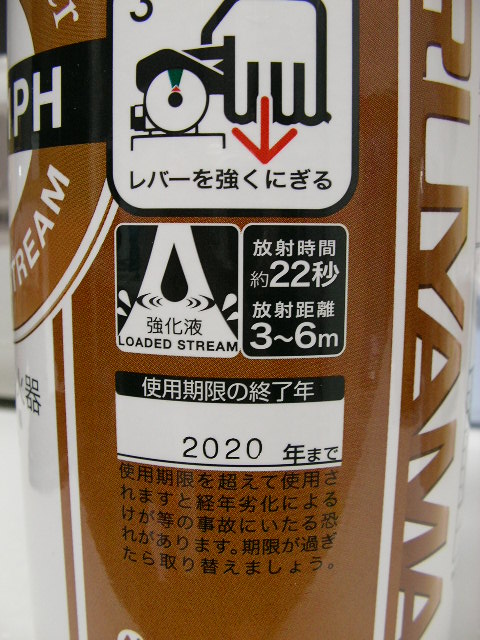 3
レバーを強くにぎる
PH
STREAM
強化液
LOADED STREAM
放射時間
約22秒
放射距離
3~6m
使用期限の終了年
2020 年まで
使用期限を超えて使用さ
れますと経年劣化による
けが等の事故にいたる恐
れがあります。期限が過ぎ
たら取り替えましょう。
器
RUYAMA